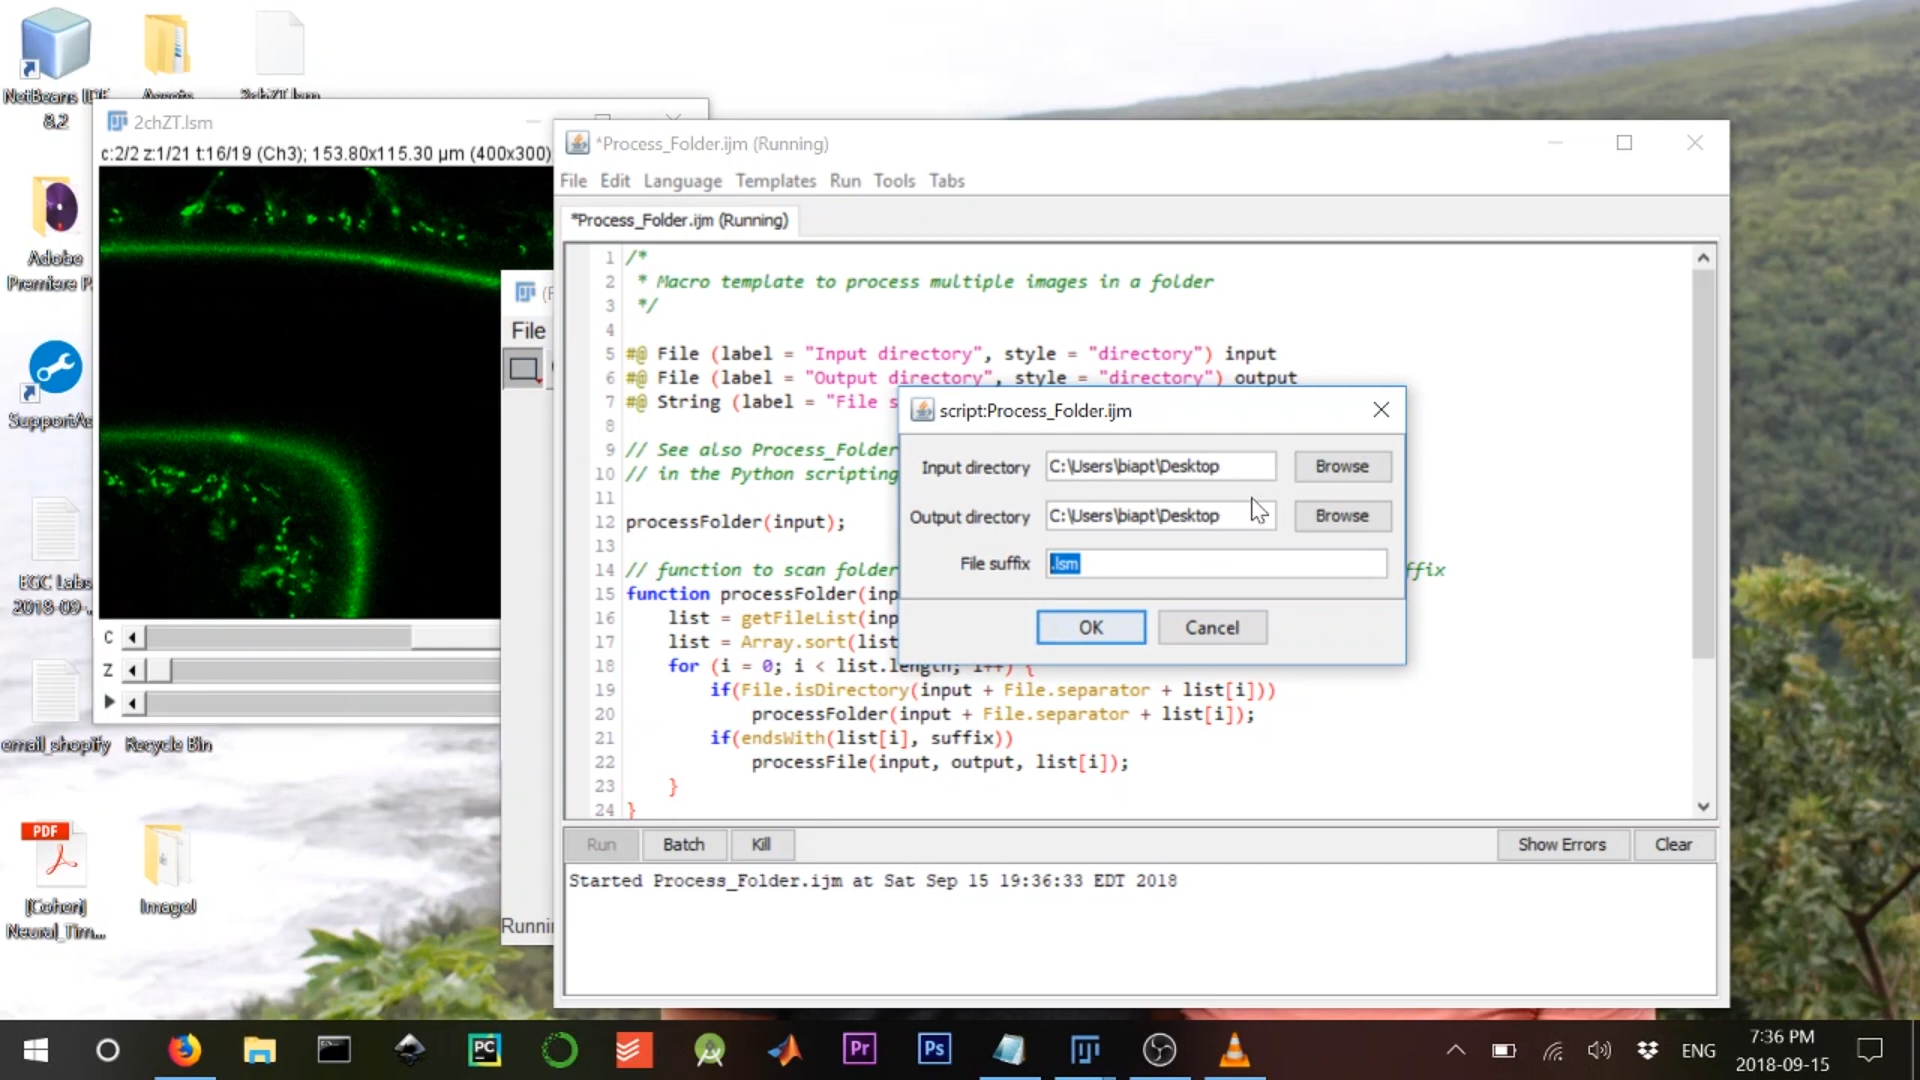 NetBeans IDE
8.2
Assets
2chZT.lsm
Adobe
Premiere P
SupportAs
EGC Labs
2018-09-..
email_shopify
Recycle Bin
PDF
[Cohen]
Neural_Tim...
ImageJ
2chZT.lsm
c:2/2 z:1/21 t:16/19 (Ch3); 153.80x115.30 µm (400x300)
C
Z
(F
File
Runnin
*Process_Folder.ijm (Running)
File Edit Language Templates Run Tools Tabs
*Process_Folder.ijm (Running)
1 /*
2 * Macro template to process multiple images in a folder
3 */
4
5 #@ File (label = "Input directory", style = "directory") input
6 #@ File (label = "Output directory", style = "directory") output
7 #@ String (label = "File s
8
9 // See also Process_Folder
10 // in the Python scripting
11
12 processFolder(input);
13
14 // function to scan folder ffix
15 function processFolder(inp
16 list = getFileList(inp
17 list = Array.sort(list
18 for (i = 0; i < list.length; i++) {
19 if(File.isDirectory(input + File.separator + list[i]))
20 processFolder(input + File.separator + list[i]);
21 if(endsWith(list[i], suffix))
22 processFile(input, output, list[i]);
23 }
24 }
script:Process_Folder.ijm
Input directory C:\Users\biapt\Desktop Browse
Output directory C:\Users\biapt\Desktop Browse
File suffix .lsm
OK Cancel
Run Batch Kill Show Errors Clear
Started Process_Folder.ijm at Sat Sep 15 19:36:33 EDT 2018
PC
Pr
Ps
ENG
7:36 PM
2018-09-15